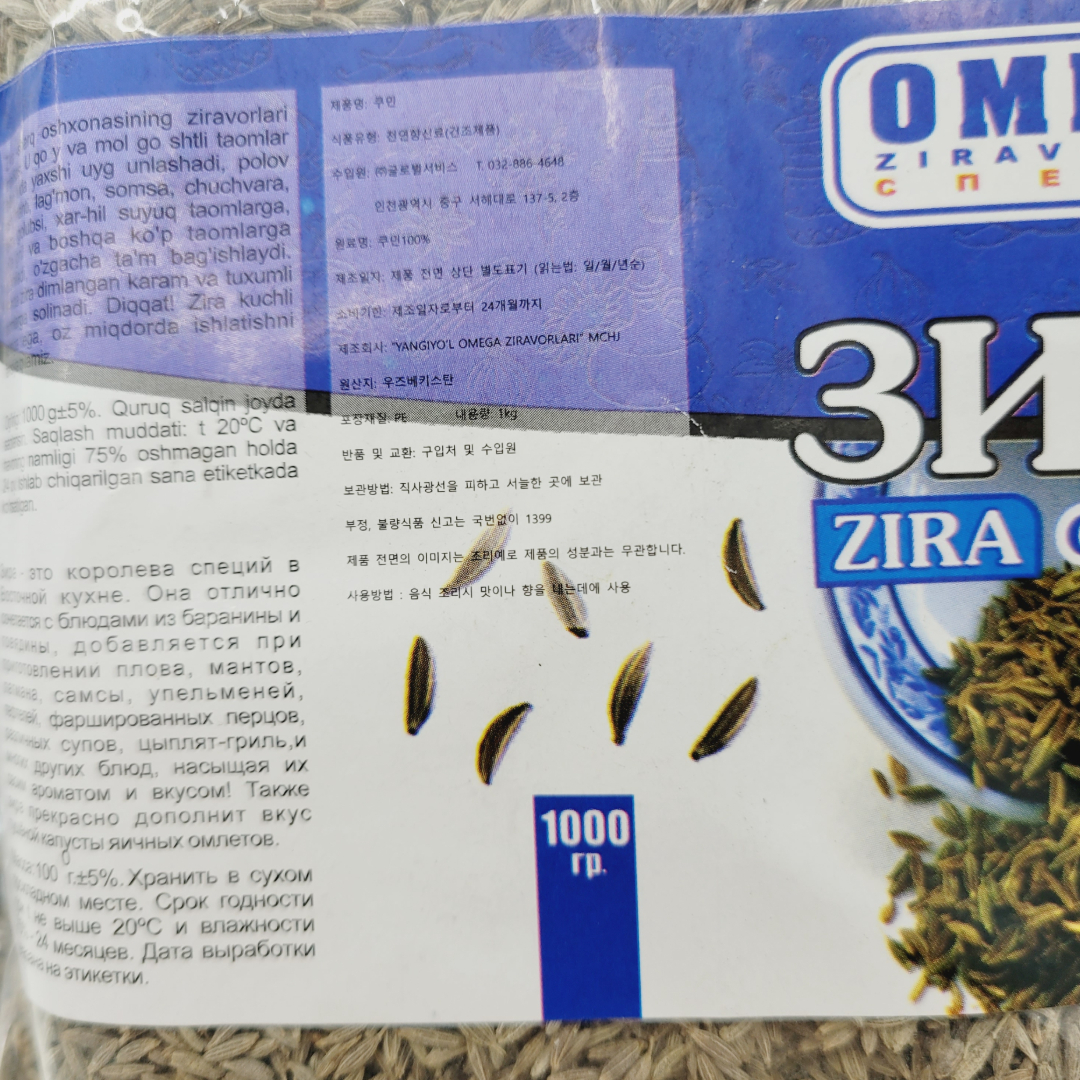 oshxonasining ziravorlari
go y va mol go shtli taomlar
yaxshi uyg unlashadi, polov
lag'mon, somsa, chuchvara,
xar-hil suyuq taomlarga,
va boshqa ko'p taomlarga
o'zgacha ta'm bag'ishlaydi.
dimlangan karam va tuxumli
solinadi. Diqqat! Zira kuchli
oz miqdorda ishlatishni
1000 g±5%. Quruq salqin joyda
Saqlash muddati: t 20ºC va
namligi 75% oshmagan holda
ishlab chiqarilgan sana etiketkada
это королева специй в
кухне. Она отлично
с блюдами из баранины и
добавляется при
плова, мантов,
самсы, упельменей,
фаршированных перцов,
супов, цыплят-гриль,и
других блюд, насыщая их
ароматом и вкусом! Также
прекрасно дополнит вкус
капусты яичных омлетов.
100 г.±5%. Хранить в сухом
месте. Срок годности
не выше 20ºC и влажности
24 месяцев. Дата выработки
на этикетки.
제품명: 쿠민
식품유형: 천연향신료(건조제품)
수입원: ㈜굴로벌서비스 T. 032-886-4648
인천광역시 중구 서해대로 137-5, 2층
원료명: 쿠민100%
제조일자: 제품 전면 상단 별도표기 (읽는법: 일/월/년순)
소비기한: 제조일자로부터 24개월까지
제조회사: "YANGIYO'L OMEGA ZIRAVORLARI" MCHJ
원산지: 우즈베키스탄
포장재질: PE 내용량: 1kg
반품 및 교환: 구입처 및 수입원
보관방법: 직사광선을 피하고 서늘한 곳에 보관
부정, 불량식품 신고는 국번없이 1399
제품 전면의 이미지는 조리예로 제품의 성분과는 무관합니다.
사용방법 : 음식 조리시 맛이나 향을 내는데에 사용
1000
гр.
OM
ZIRAV
СПЕ
ЗИ
ZIRA